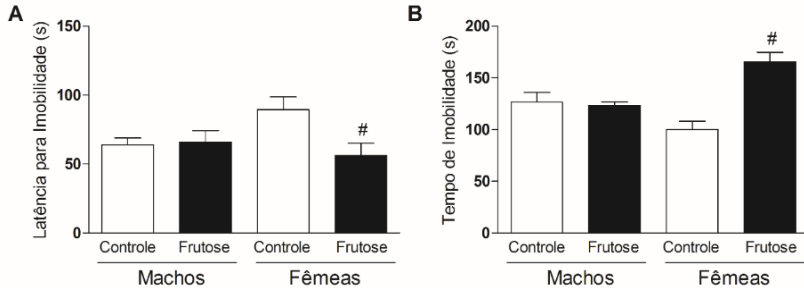 A
Latência para Imobilidade (s)
150
100
50
0
#
Controle Frutose Controle Frutose
Machos Fêmeas
B
Tempo de Imobilidade (s)
200
150
100
50
0
#
Controle Frutose Controle Frutose
Machos Fêmeas